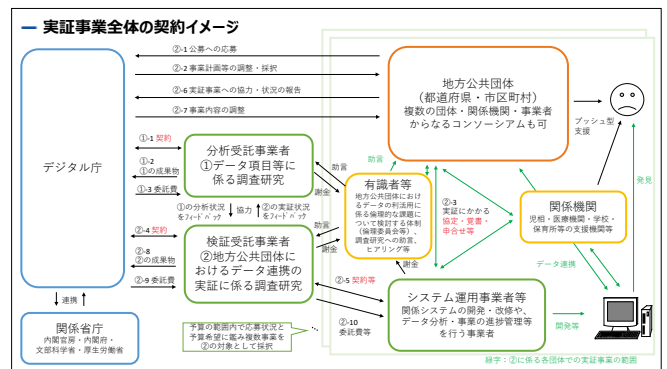 実証事業全体の契約イメージ
②-1 公募への応募
②-2 事業計画等の調整・採択
②-6 実証事業への協力・状況の報告
②-7 事業内容の調整
デジタル庁
地方公共団体
（都道府県・市区町村）
複数の団体・関係機関・事業者
からなるコンソーシアムも可
プッシュ型
支援
発見
①-1 契約
①-2
①の成果物
①-3 委託費
分析受託事業者
①データ項目等に
係る調査研究
助言
謝金
助言
有識者等
地方公共団体におけ
るデータの利活用に
係る倫理的な課題に
ついて検討する体制
（倫理委員会等）、
調査研究への助言、
ヒアリング等
②-3
実証にかかる
協定・覚書・
申合せ等
関係機関
児相・医療機関・学校・
保育所等の支援機関等
①の分析状況
をフィードバック
協力
②の実証状況
をフィードバック
②-4 契約
②-8
②の成果物
②-9 委託費
検証受託事業者
②地方公共団体に
おけるデータ連携の
実証に係る調査研究
助言
謝金
謝金
データ連携
②-5 契約等
②-10
委託費等
システム運用事業者等
関係システムの開発・改修や、
データ分析・事業の進捗管理等
を行う事業者
開発等
連携
関係省庁
内閣官房・内閣府・
文部科学省・厚生労働省
予算の範囲内で応募状況と
予算希望に鑑み複数事業を
②の対象として採択
緑字：②に係る各団体での実証事業の範囲